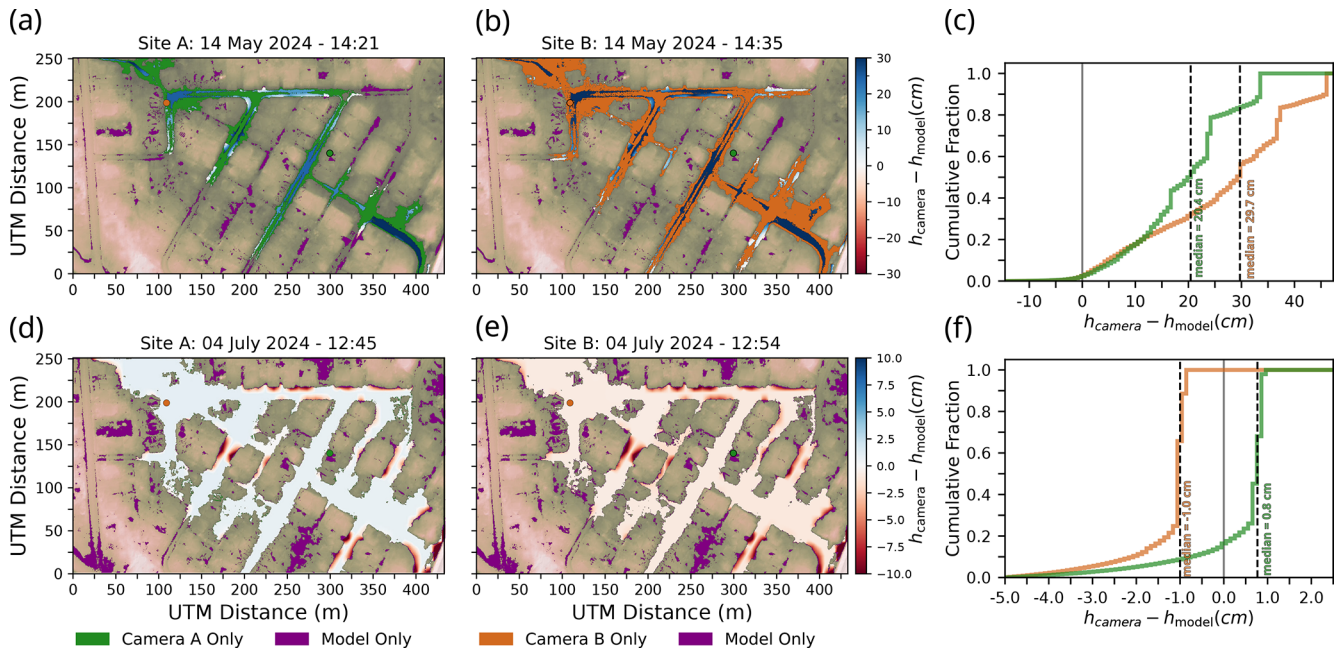 (a)
(b)
(c)
Site A: 14 May 2024 - 14:21
Site B: 14 May 2024 - 14:35
250
200
150
100
50
0
UTM Distance (m)
0 50 100 150 200 250 300 350 400
0 50 100 150 200 250 300 350 400
30
20
10
0
−10
−20
−30
hcamera − hmodel(cm)
1.0
0.8
0.6
0.4
0.2
0.0
Cumulative Fraction
median = 20.4 cm
median = 29.7 cm
−10 0 10 20 30 40
hcamera − hmodel(cm)
(d)
(e)
(f)
Site A: 04 July 2024 - 12:45
Site B: 04 July 2024 - 12:54
250
200
150
100
50
0
UTM Distance (m)
0 50 100 150 200 250 300 350 400
0 50 100 150 200 250 300 350 400
UTM Distance (m)
UTM Distance (m)
10.0
7.5
5.0
2.5
0.0
−2.5
−5.0
−7.5
−10.0
hcamera − hmodel(cm)
1.0
0.8
0.6
0.4
0.2
0.0
Cumulative Fraction
median = -1.0 cm
median = 0.8 cm
-5.0 -4.0 -3.0 -2.0 -1.0 0.0 1.0 2.0
hcamera − hmodel(cm)
Camera A Only
Model Only
Camera B Only
Model Only